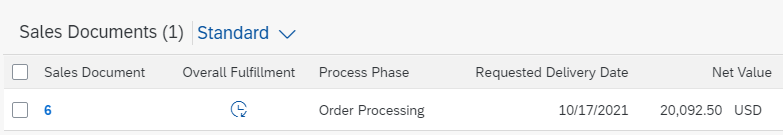 Sales Documents (1) Standard
Sales Document Overall Fulfillment Process Phase Requested Delivery Date Net Value
6 Order Processing 10/17/2021 20,092.50 USD